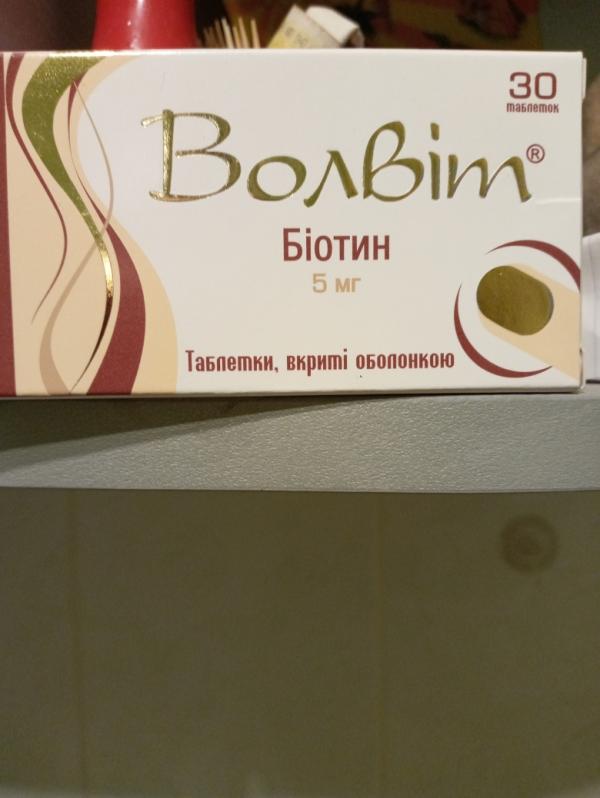 30
таблеток
Волвіт®
Біотин
5 мг
Таблетки, вкриті оболонкою